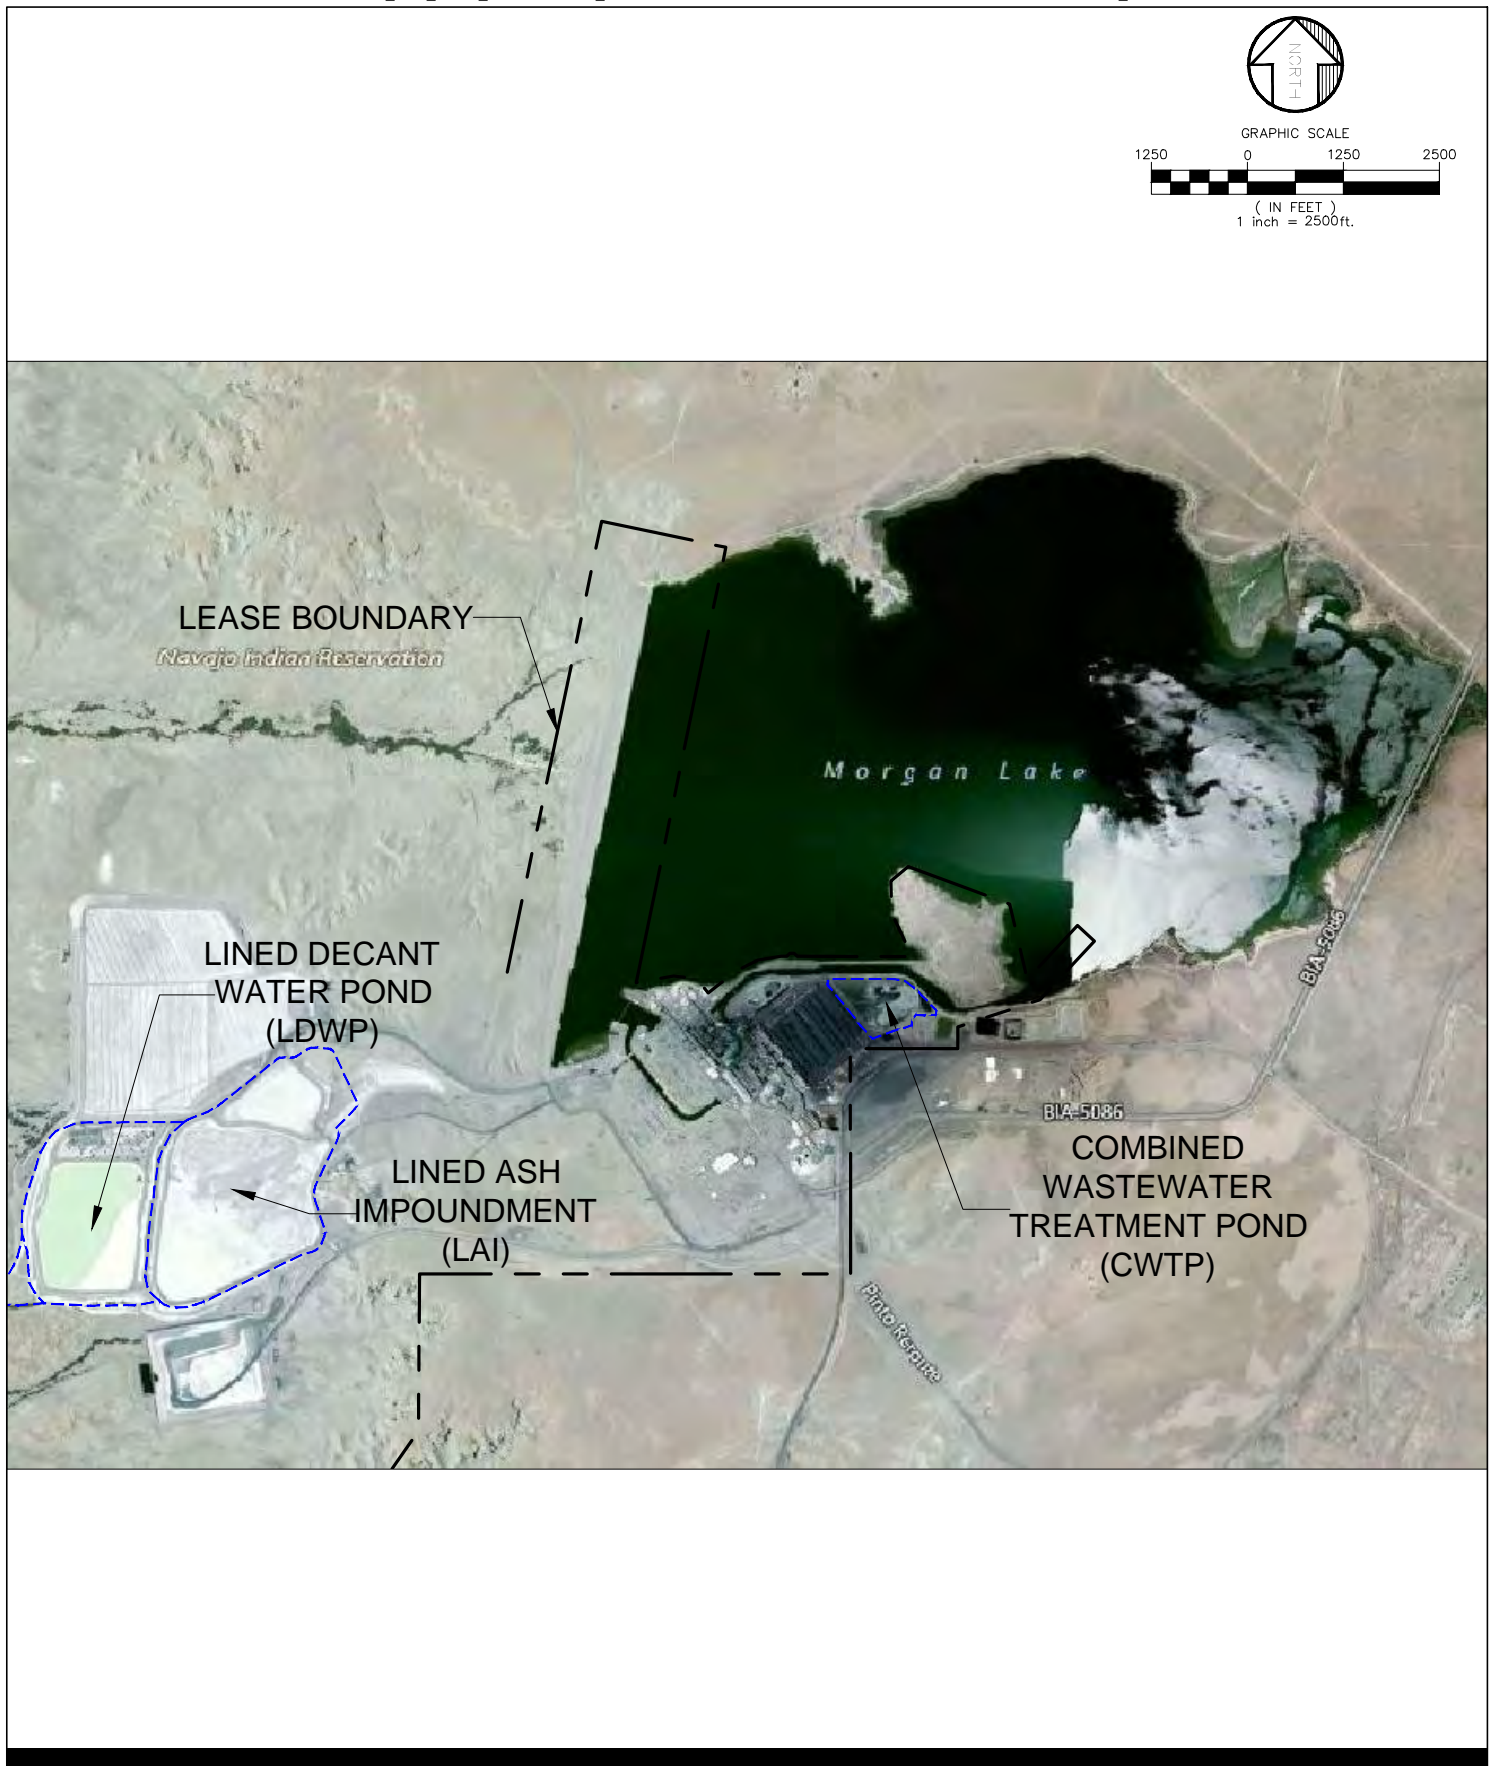 NORTH
GRAPHIC SCALE
1250 0 1250 2500
( IN FEET )
1 inch = 2500ft.
LEASE BOUNDARY
Navajo Indian Reservation
Morgan Lake
BIA-5086
LINED DECANT
WATER POND
(LDWP)
BIA-5086
LINED ASH
IMPOUNDMENT
(LAI)
COMBINED
WASTEWATER
TREATMENT POND
(CWTP)
Pinto Reroute